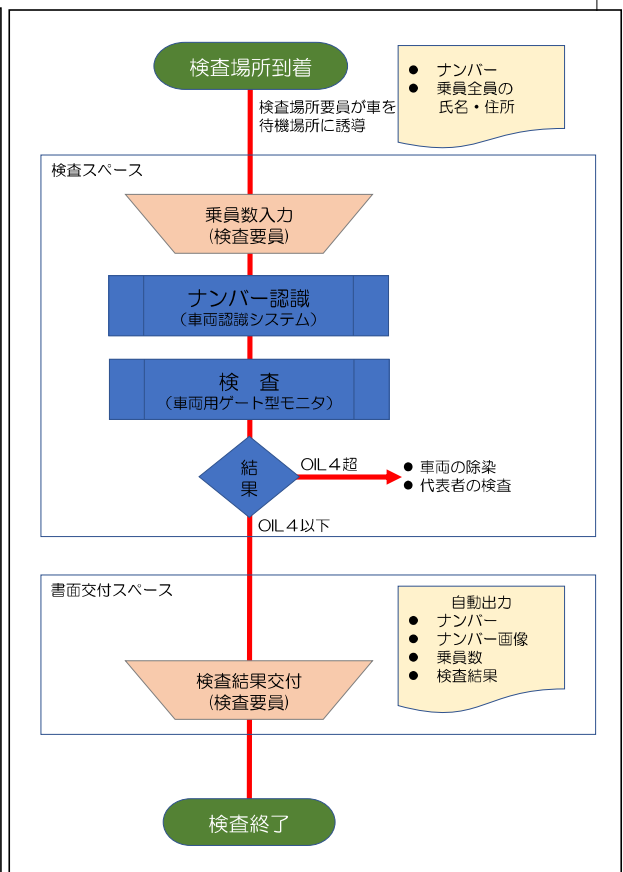 検査場所到着
● ナンバー
● 乗員全員の
氏名・住所
検査場所要員が車を
待機場所に誘導
検査スペース
乗員数入力
(検査要員)
ナンバー認識
(車両認識システム)
検 査
(車両用ゲート型モニタ)
結
果
OIL4超
● 車両の除染
● 代表者の検査
OIL4以下
書面交付スペース
自動出力
● ナンバー
● ナンバー画像
● 乗員数
● 検査結果
検査結果交付
(検査要員)
検査終了